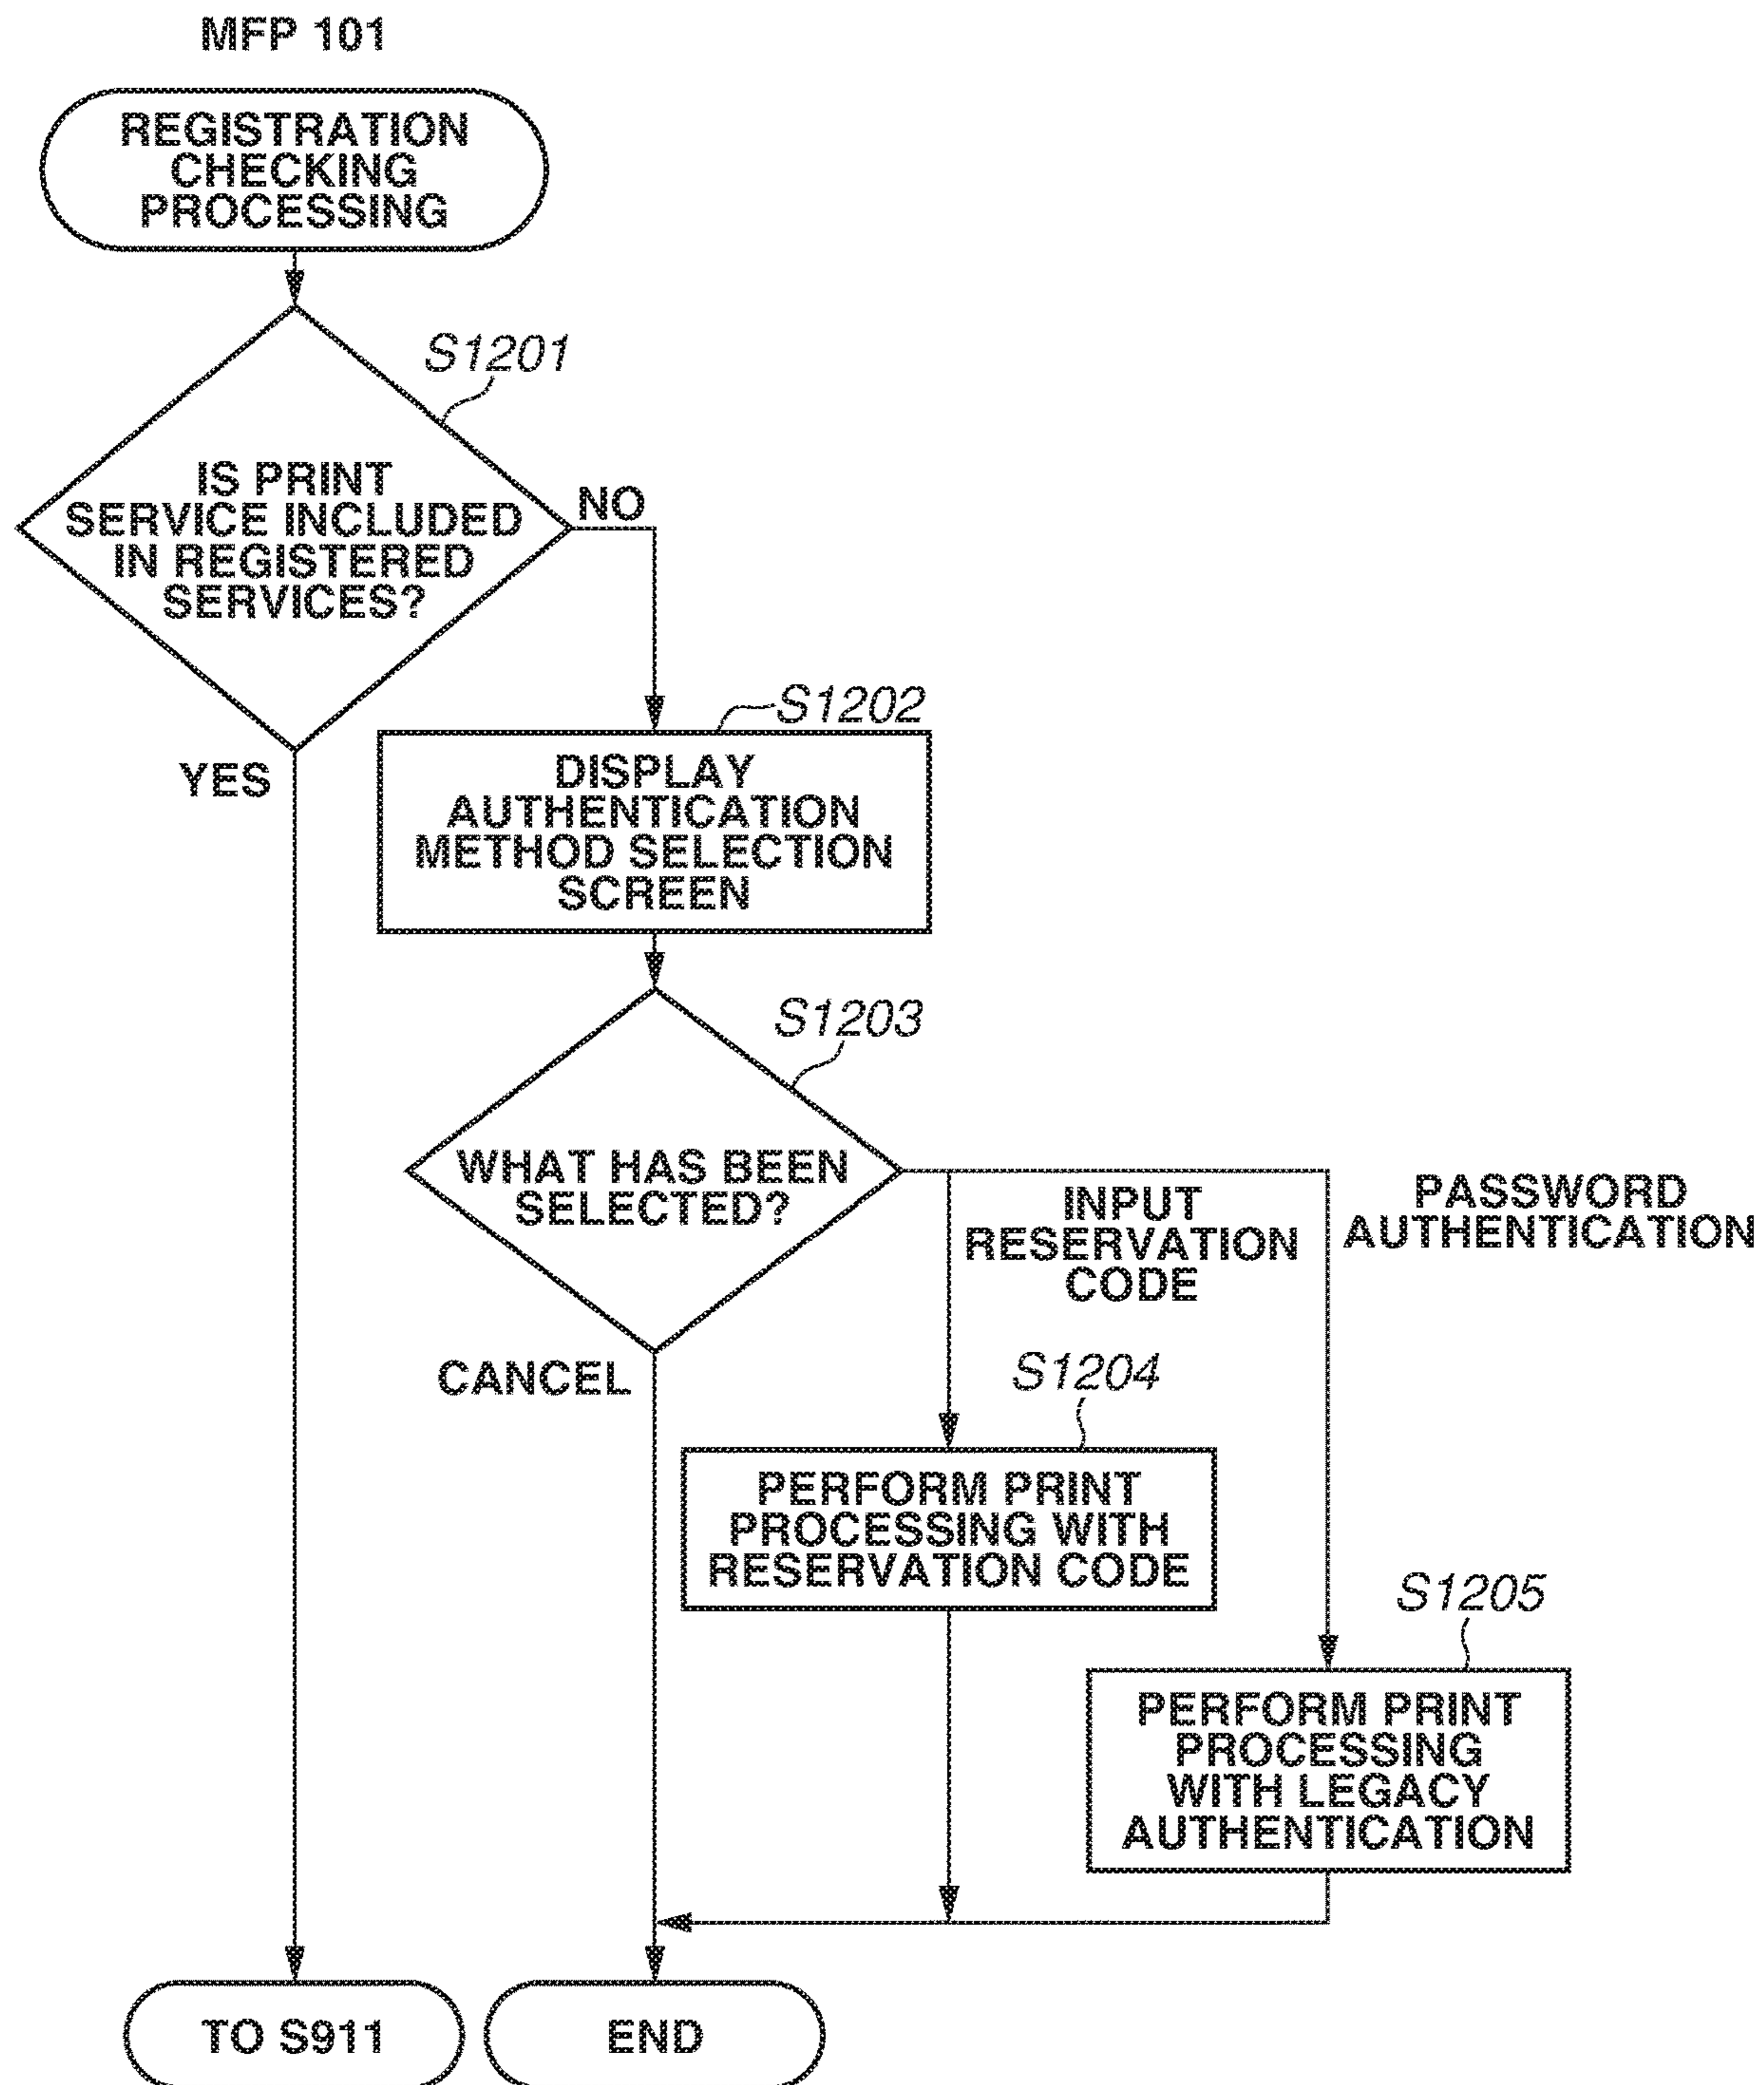 MFP 101
REGISTRATION
CHECKING
PROCESSING
S1201
IS PRINT
SERVICE INCLUDED
IN REGISTERED
SERVICES?
NO
YES
S1202
DISPLAY
AUTHENTICATION
METHOD SELECTION
SCREEN
S1203
WHAT HAS BEEN
SELECTED?
INPUT
RESERVATION
CODE
PASSWORD
AUTHENTICATION
CANCEL
S1204
PERFORM PRINT
PROCESSING WITH
RESERVATION CODE
S1205
PERFORM PRINT
PROCESSING
WITH LEGACY
AUTHENTICATION
TO S911
END